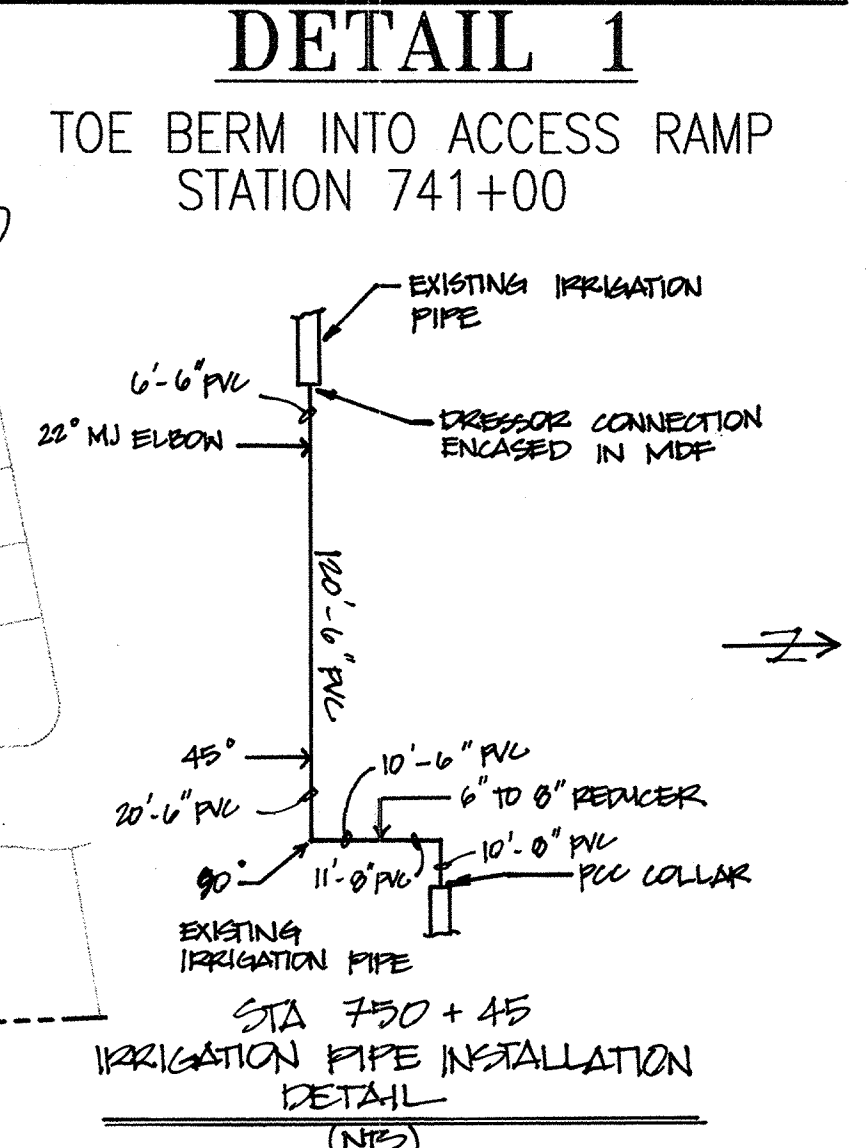 DETAIL 1
TOE BERM INTO ACCESS RAMP
STATION 741+00
EXISTING IRRIGATION
PIPE
6'-6" PVC
DRESSOR CONNECTION
ENCASED IN MDF
22° MJ ELBOW
120'-6" PVC
Z
45°
10'-6" PVC
6" TO 8" REDUCER
20'-6" PVC
10'-8" PVC
90°
11'-8" PVC
PCC COLLAR
EXISTING
IRRIGATION PIPE
STA 750+45
IRRIGATION PIPE INSTALLATION
DETAIL
(NTS)